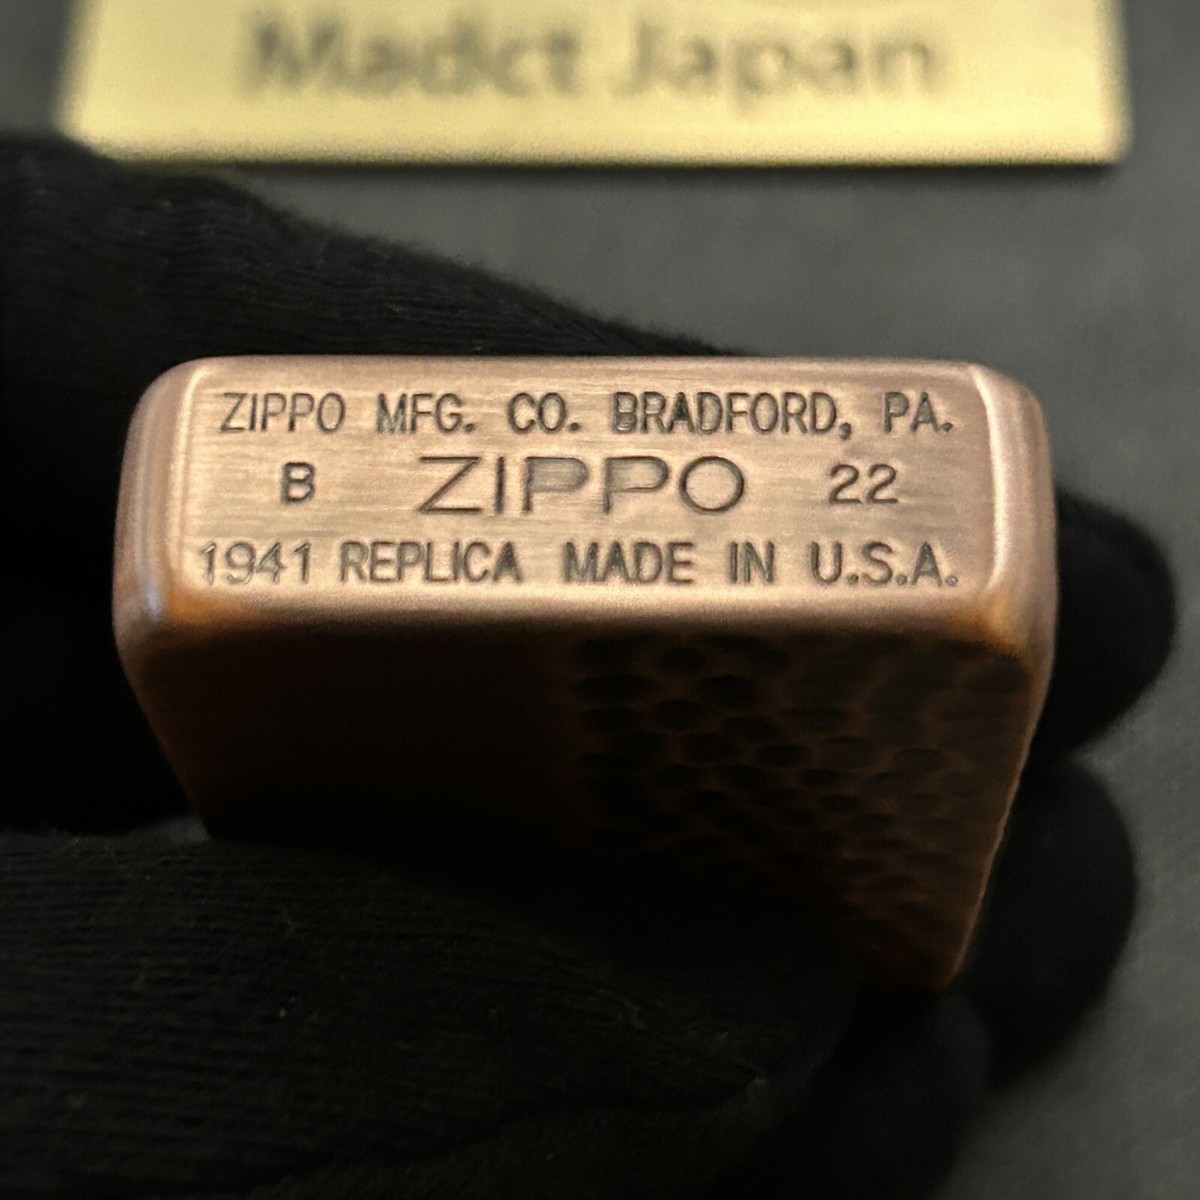 Madct Japan
ZIPPO MFG. CO. BRADFORD, PA.
B ZIPPO 22
1941 REPLICA MADE IN U.S.A.